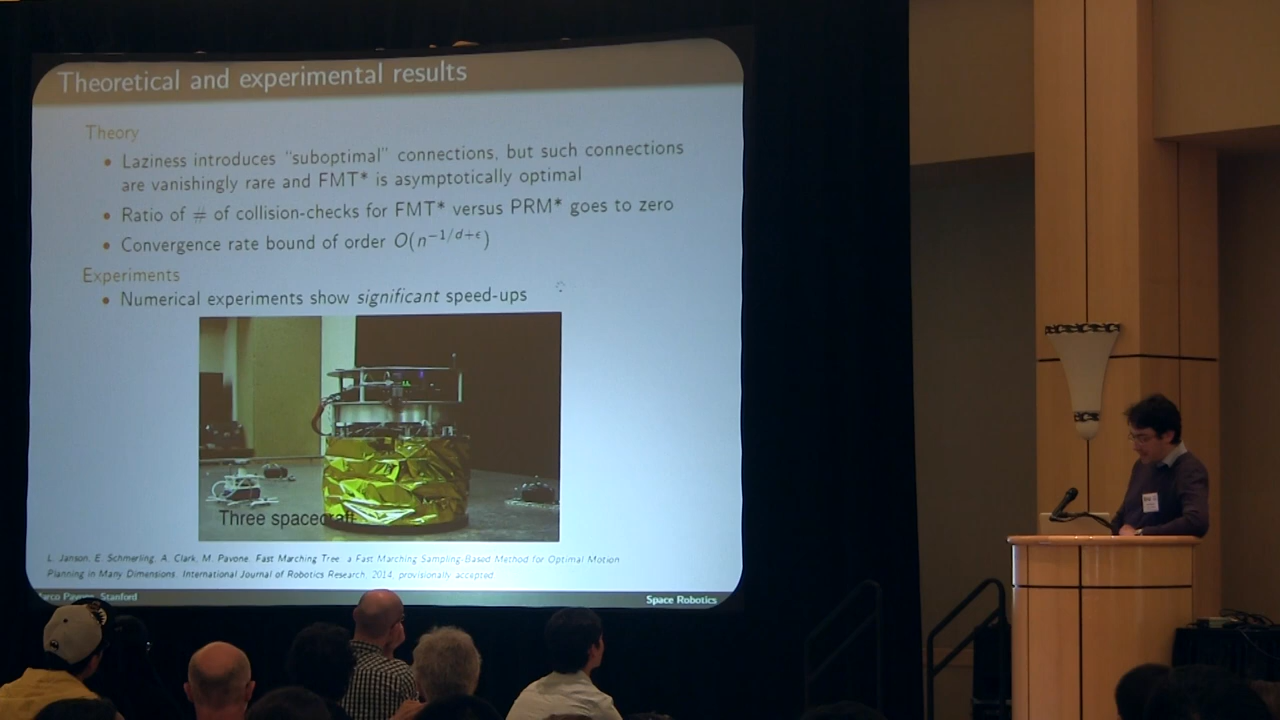 Theoretical and experimental results
Theory
• Laziness introduces "suboptimal" connections, but such connections
are vanishingly rare and FMT* is asymptotically optimal
• Ratio of # of collision-checks for FMT* versus PRM* goes to zero
• Convergence rate bound of order O(n^{-1/d+ϵ})
Experiments
• Numerical experiments show significant speed-ups
Three spacecraft
L. Janson, E. Schmerling, A. Clark, M. Pavone. Fast Marching Tree: a Fast Marching Sampling-Based Method for Optimal Motion
Planning in Many Dimensions. International Journal of Robotics Research, 2014, provisionally accepted
Marco Pavone, Stanford
Space Robotics